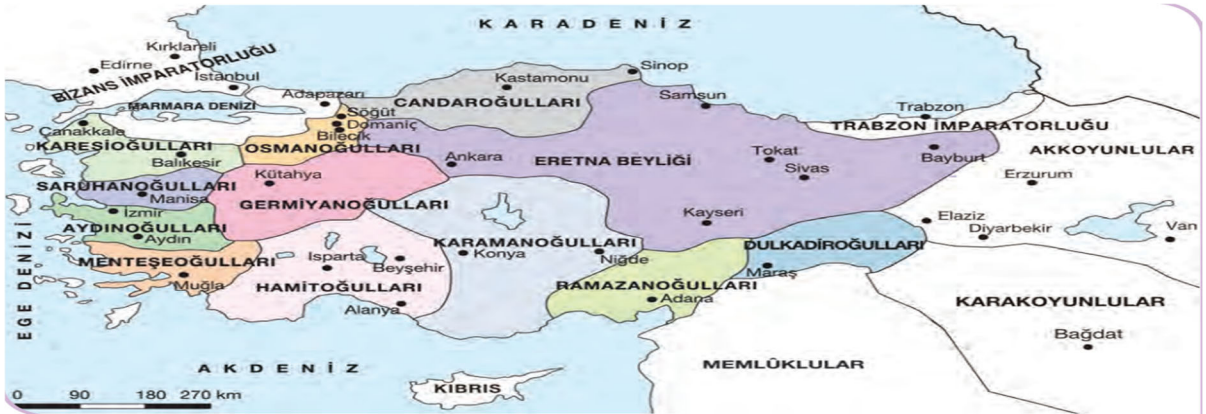 KARADENİZ
Kırklareli
Edirne
BİZANS İMPARATORLUĞU
İstanbul
MARMARA DENİZİ
Adapazarı
Kastamonu
Sinop
CANDAROĞULLARI
Samsun
Trabzon
TRABZON İMPARATORLUĞU
Çanakkale
Söğüt
Domaniç
Bilecik
KARESİOĞULLARI
OSMANOĞULLARI
Balıkesir
Ankara
ERETNA BEYLİĞİ
Tokat
Sivas
Bayburt
AKKOYUNLULAR
Erzurum
SARUHANOĞULLARI
Manisa
Kütahya
GERMİYANOĞULLARI
İzmir
AYDINOĞULLARI
Aydın
Kayseri
Elaziz
Diyarbekir
Van
EGE DENİZİ
MENTEŞEOĞULLARI
Muğla
Isparta
Beyşehir
HAMİTOĞULLARI
Alanya
KARAMANOĞULLARI
Konya
Niğde
DULKADİROĞULLARI
Maraş
RAMAZANOĞULLARI
Adana
KARAKOYUNLULAR
Bağdat
MEMLÛKLULAR
AKDENİZ
KIBRIS
0 90 180 270 km